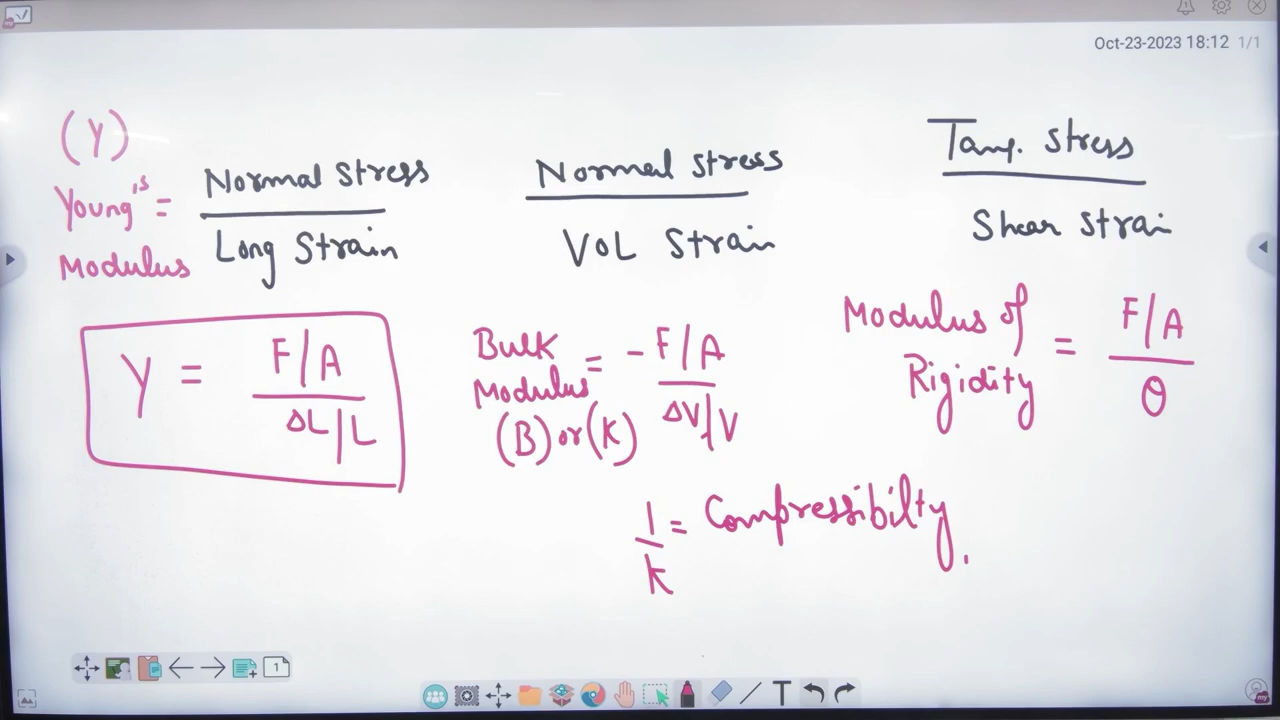 Oct-23-2023 18:12 1/1
(Y)
Young's =
Modulus
Normal Stress
Long Strain
Normal Stress
VOL Strain
Tang. Stress
Shear Strain
Y = F/A
ΔL/L
Bulk
Modulus = - F/A
(B) or (K) ΔV/V
Modulus of
Rigidity = F/A
θ
1 = Compressibilty.
K
1
T